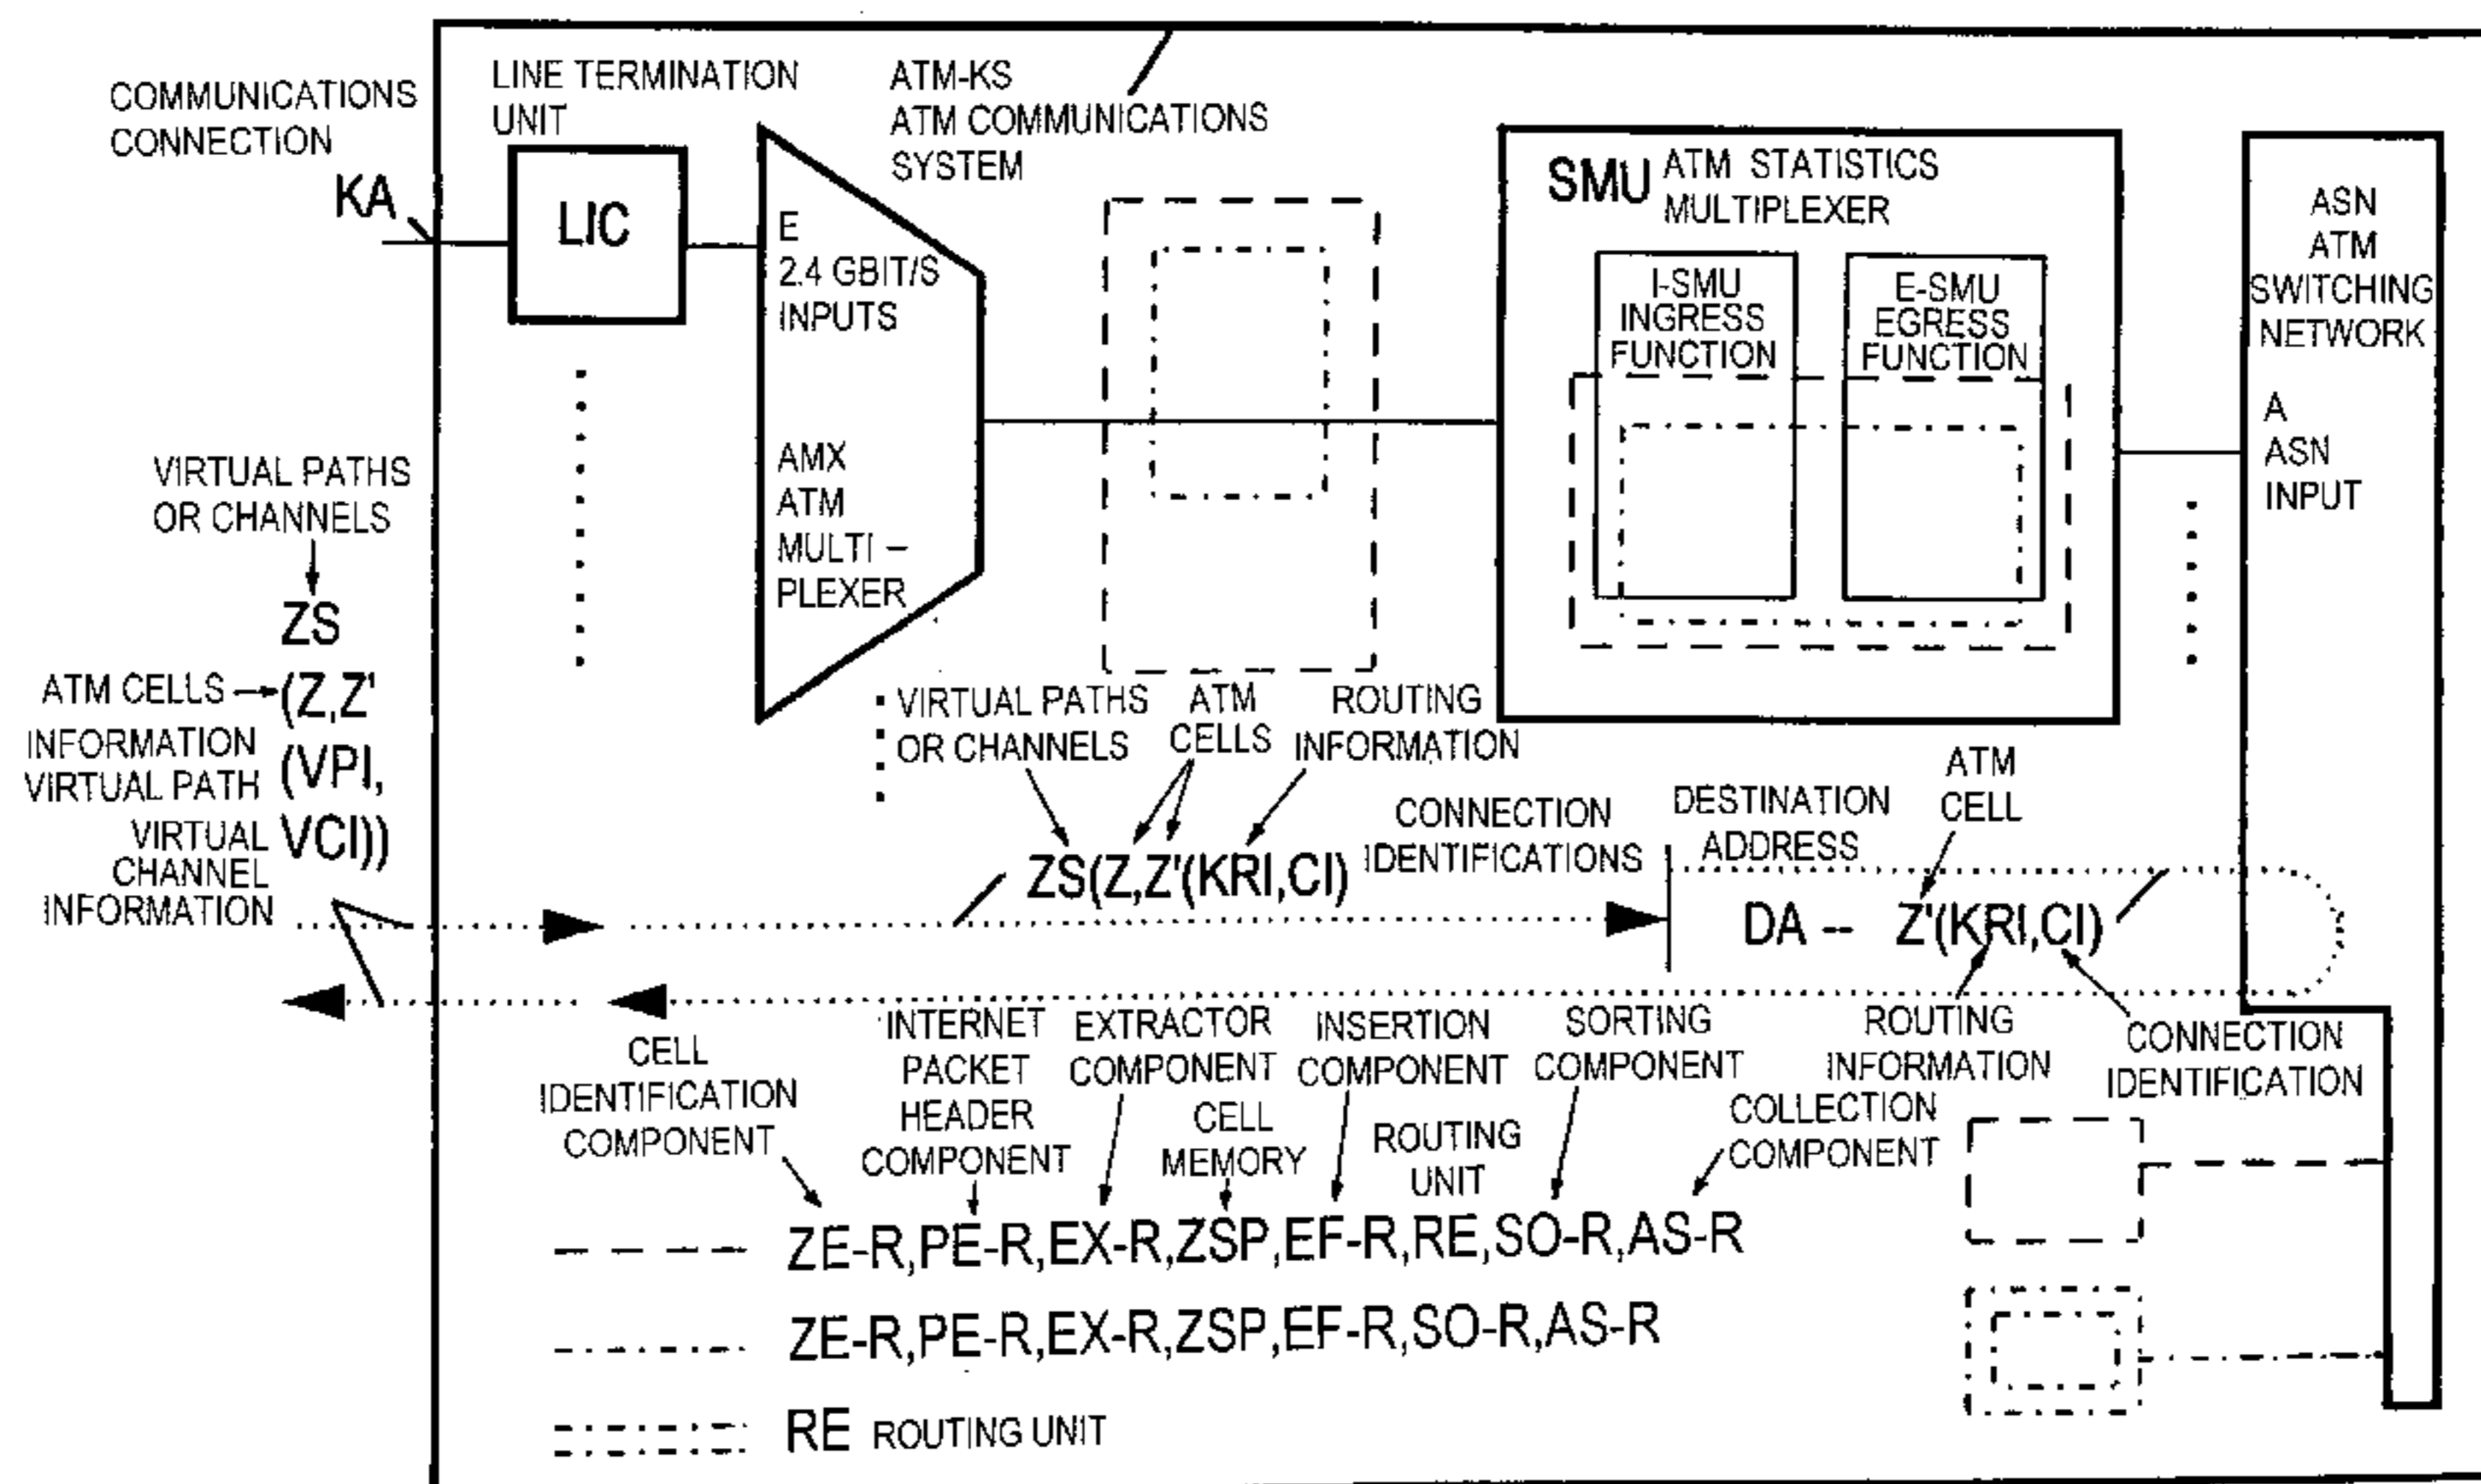 COMMUNICATIONS
CONNECTION
KA
LINE TERMINATION
UNIT
LIC
ATM-KS
ATM COMMUNICATIONS
SYSTEM
E
2.4 GBIT/S
INPUTS
AMX
ATM
MULTI –
PLEXER
SMU
ATM STATISTICS
MULTIPLEXER
I-SMU
INGRESS
FUNCTION
E-SMU
EGRESS
FUNCTION
ASN
ATM
SWITCHING
NETWORK
A
ASN
INPUT
VIRTUAL PATHS
OR CHANNELS
ZS
ATM CELLS
(Z,Z'
INFORMATION
VIRTUAL PATH
(VPI,
VIRTUAL
CHANNEL
INFORMATION
VCI))
VIRTUAL PATHS
OR CHANNELS
ATM
CELLS
ROUTING
INFORMATION
ZS(Z,Z'(KRI,CI)
CONNECTION
IDENTIFICATIONS
DESTINATION
ADDRESS
ATM
CELL
DA -- Z'(KRI,CI)
ROUTING
INFORMATION
CONNECTION
IDENTIFICATION
CELL
IDENTIFICATION
COMPONENT
INTERNET
PACKET
HEADER
COMPONENT
EXTRACTOR
COMPONENT
CELL
MEMORY
INSERTION
COMPONENT
ROUTING
UNIT
SORTING
COMPONENT
COLLECTION
COMPONENT
ZE-R,PE-R,EX-R,ZSP,EF-R,RE,SO-R,AS-R
ZE-R,PE-R,EX-R,ZSP,EF-R,SO-R,AS-R
RE ROUTING UNIT